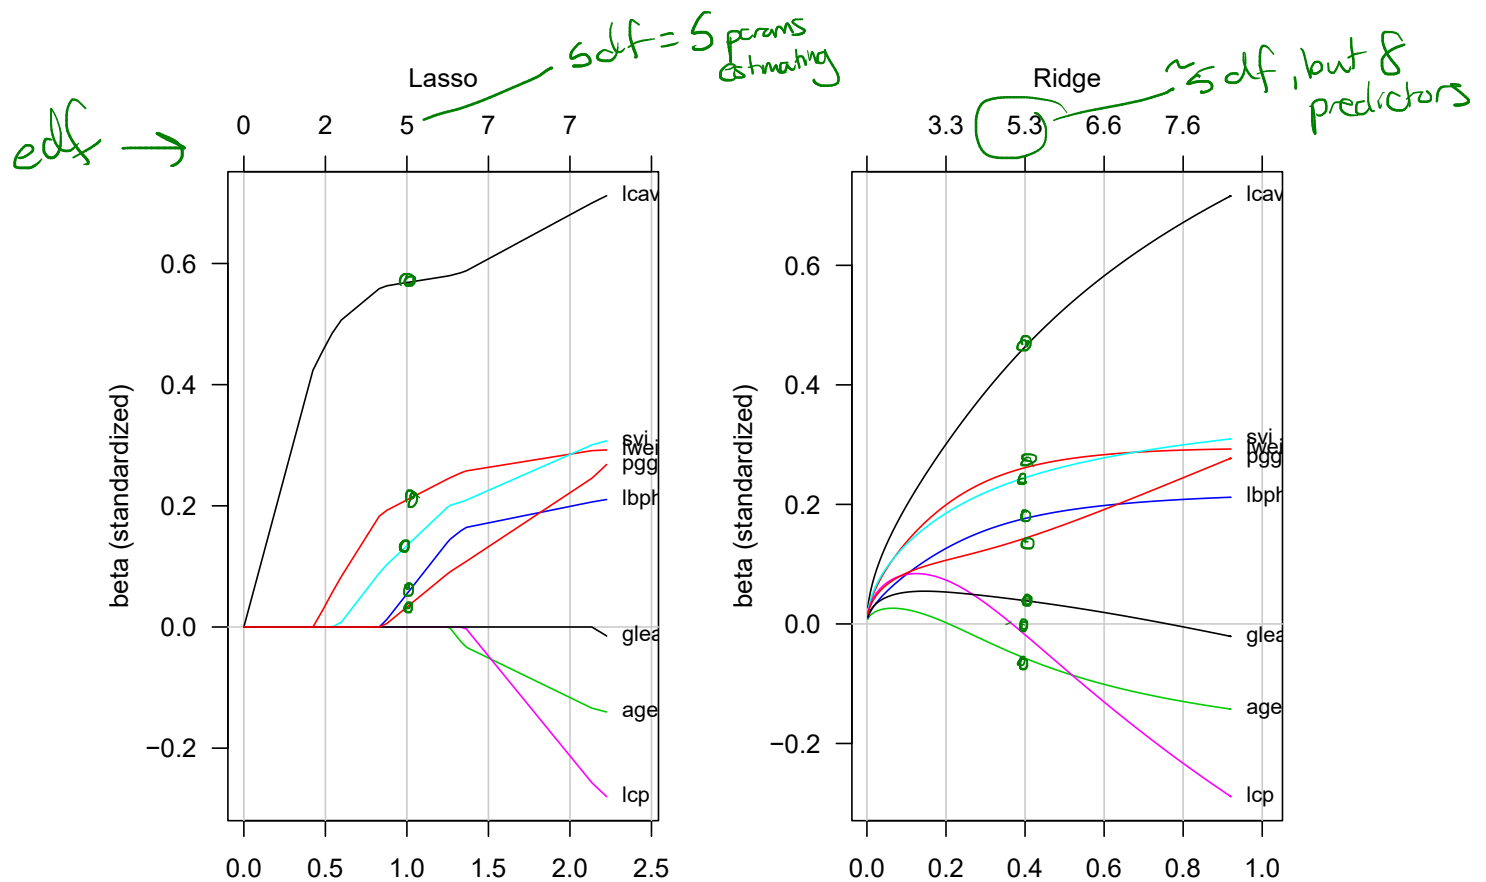 5df = 5 params
estimating
Lasso
Ridge
~5 df, but 8
predictors
edf →
0 2 5 7 7
3.3 5.3 6.6 7.6
lcav
svi
lwei
pgg
lbph
glea
age
lcp
beta (standardized)
0.6
0.4
0.2
0.0
−0.2
0.0 0.5 1.0 1.5 2.0 2.5
lcav
svi
lwei
pgg
lbph
glea
age
lcp
beta (standardized)
0.6
0.4
0.2
0.0
−0.2
0.0 0.2 0.4 0.6 0.8 1.0